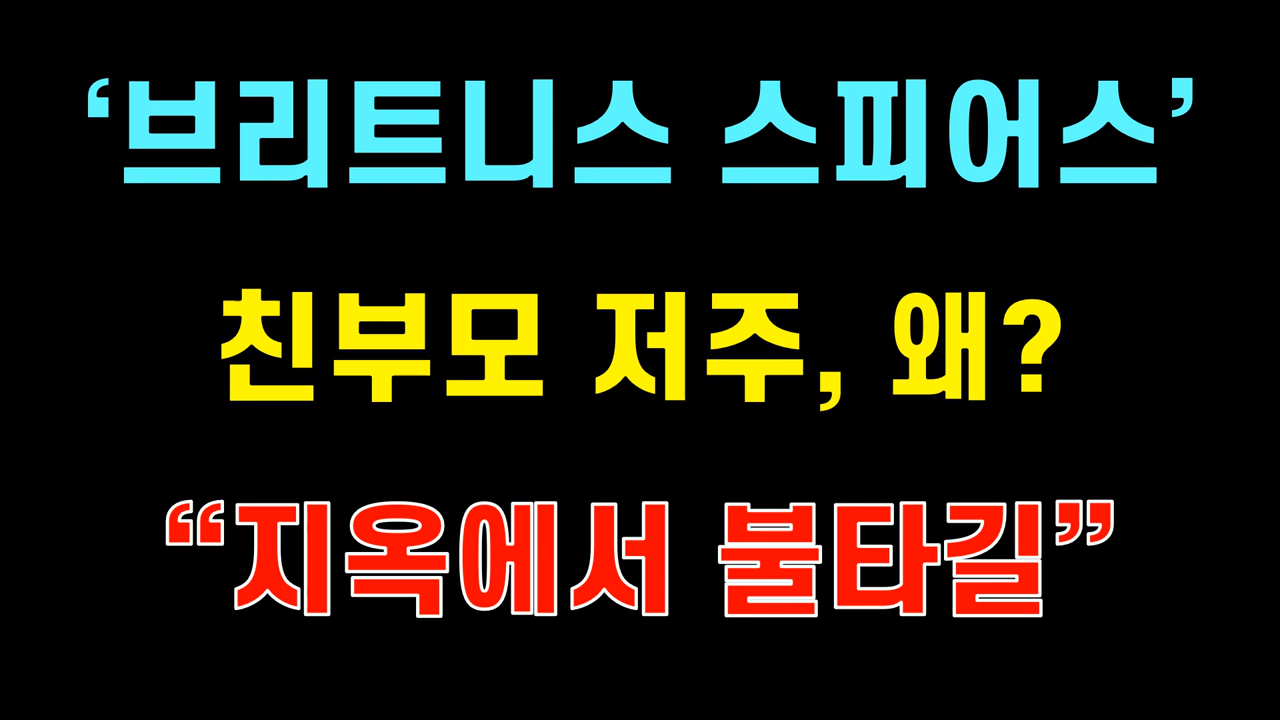 ‘브리트니스 스피어스’
친부모 저주, 왜?
“지옥에서 불타길”